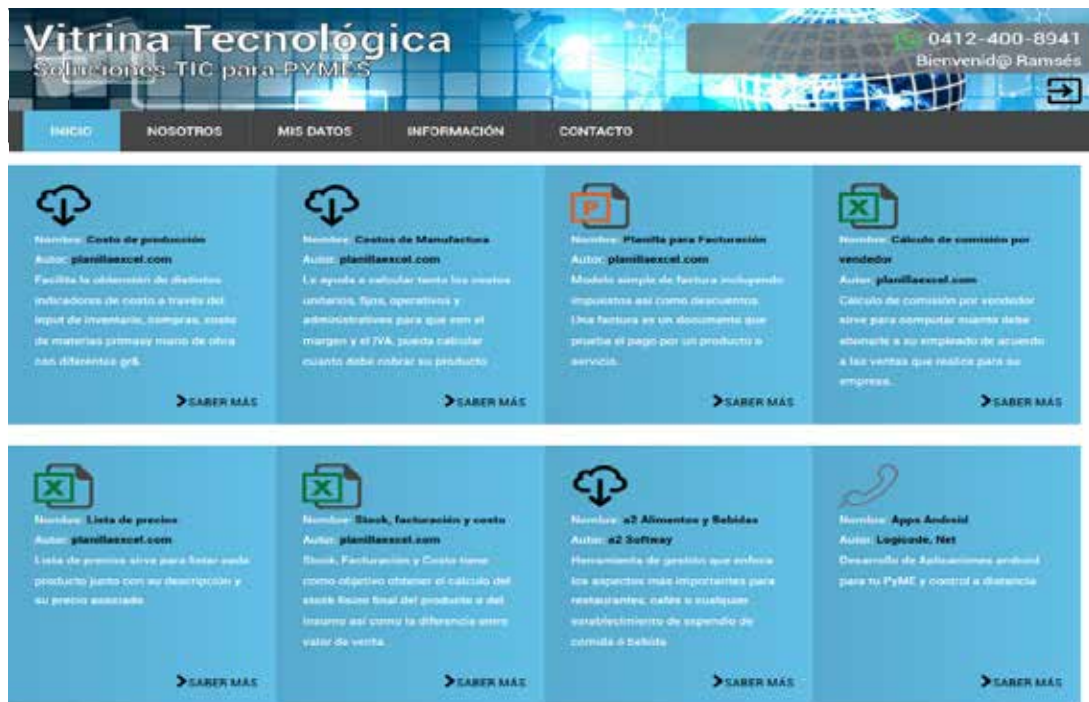 Vitrina Tecnológica
Soluciones TIC para PYMES
0412-400-8941
Bienvenid@ Ramsés
INICIO
NOSOTROS
MIS DATOS
INFORMACIÓN
CONTACTO
Nombre: Costo de producción
Autor: planillaexcel.com
Facilita la obtención de distintos
indicadores de costo a través del
input de inventario, compras, costo
de materias primasy mano de obra
con diferentes grá.
SABER MÁS
Nombre: Costos de Manufactura
Autor: planillaexcel.com
Le ayuda a calcular tanto los costos
unitarios, fijos, operativos y
administrativos para que con el
margen y el IVA, pueda calcular
cuanto debe cobrar su producto
SABER MÁS
Nombre: Planilla para Facturación
Autor: planillaexcel.com
Modelo simple de factura incluyendo
impuestos así como descuentos.
Una factura es un documento que
prueba el pago por un producto o
servicio.
SABER MÁS
Nombre: Cálculo de comisión por
vendedor
Autor: planillaexcel.com
Cálculo de comisión por vendedor
sirve para computar cuanto debe
abonarle a su empleado de acuerdo
a las ventas que realice para su
empresa.
SABER MÁS
Nombre: Lista de precios
Autor: planillaexcel.com
Lista de precios sirve para listar cada
producto junto con su descripción y
su precio asociado
SABER MÁS
Nombre: Stock, facturación y costo
Autor: planillaexcel.com
Stock, Facturación y Costo tiene
como objetivo obtener el cálculo del
stock físico final del producto o del
insumo así como la diferencia entre
valor de venta
SABER MÁS
Nombre: a2 Alimentos y Bebidas
Autor: a2 Softway
Herramienta de gestión que enfoca
los aspectos más importantes para
restaurantes, cafés o cualquier
establecimiento de expendio de
comida ó bebida
SABER MÁS
Nombre: Apps Android
Autor: Logicode, Net
Desarrollo de Aplicaciones android
para tu PyME y control a distancia
SABER MÁS